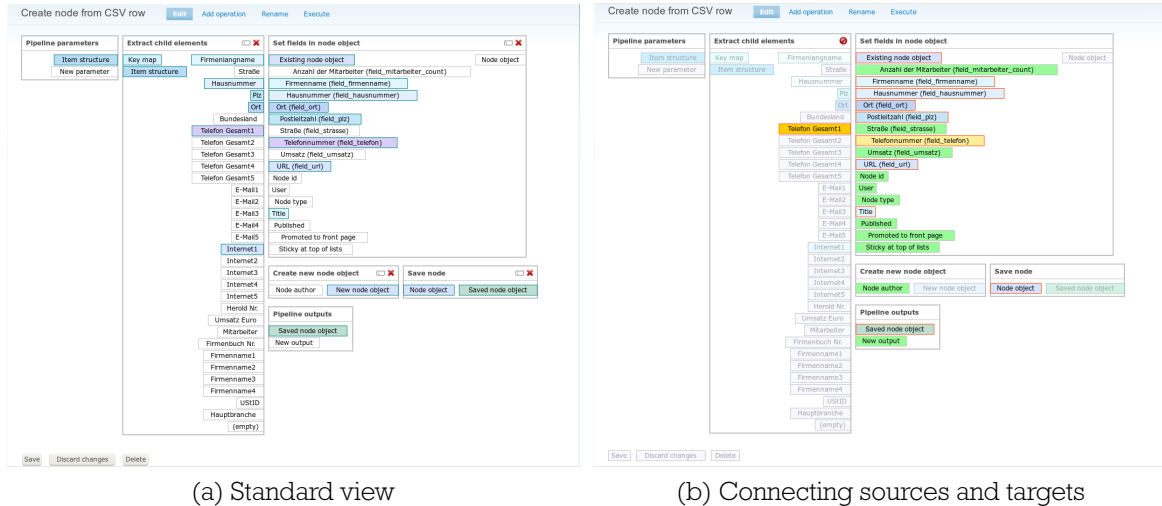 Create node from CSV row Edit Add operation Rename Execute
Pipeline parameters
Item structure
New parameter
Extract child elements
Key map Firmenlangname
Item structure Straße
Hausnummer
Plz
Ort
Bundesland
Telefon Gesamt1
Telefon Gesamt2
Telefon Gesamt3
Telefon Gesamt4
Telefon Gesamt5
E-Mail1
E-Mail2
E-Mail3
E-Mail4
E-Mail5
Internet1
Internet2
Internet3
Internet4
Internet5
Herold Nr.
Umsatz Euro
Mitarbeiter
Firmenbuch Nr.
Firmenname1
Firmenname2
Firmenname3
Firmenname4
UStID
Hauptbranche
(empty)
Set fields in node object
Existing node object Node object
Anzahl der Mitarbeiter (field_mitarbeiter_count)
Firmenname (field_firmenname)
Hausnummer (field_hausnummer)
Ort (field_ort)
Postleitzahl (field_plz)
Straße (field_strasse)
Telefonnummer (field_telefon)
Umsatz (field_umsatz)
URL (field_url)
Node id
User
Node type
Title
Published
Promoted to front page
Sticky at top of lists
Create new node object
Node author New node object
Save node
Node object Saved node object
Pipeline outputs
Saved node object
New output
Save Discard changes Delete
(a) Standard view
Create node from CSV row Edit Add operation Rename Execute
Pipeline parameters
Item structure
New parameter
Extract child elements
Key map Firmenlangname
Item structure Straße
Hausnummer
Plz
Ort
Bundesland
Telefon Gesamt1
Telefon Gesamt2
Telefon Gesamt3
Telefon Gesamt4
Telefon Gesamt5
E-Mail1
E-Mail2
E-Mail3
E-Mail4
E-Mail5
Internet1
Internet2
Internet3
Internet4
Internet5
Herold Nr.
Umsatz Euro
Mitarbeiter
Firmenbuch Nr.
Firmenname1
Firmenname2
Firmenname3
Firmenname4
UStID
Hauptbranche
(empty)
Set fields in node object
Existing node object Node object
Anzahl der Mitarbeiter (field_mitarbeiter_count)
Firmenname (field_firmenname)
Hausnummer (field_hausnummer)
Ort (field_ort)
Postleitzahl (field_plz)
Straße (field_strasse)
Telefonnummer (field_telefon)
Umsatz (field_umsatz)
URL (field_url)
Node id
User
Node type
Title
Published
Promoted to front page
Sticky at top of lists
Create new node object
Node author New node object
Save node
Node object Saved node object
Pipeline outputs
Saved node object
New output
Save Discard changes Delete
(b) Connecting sources and targets